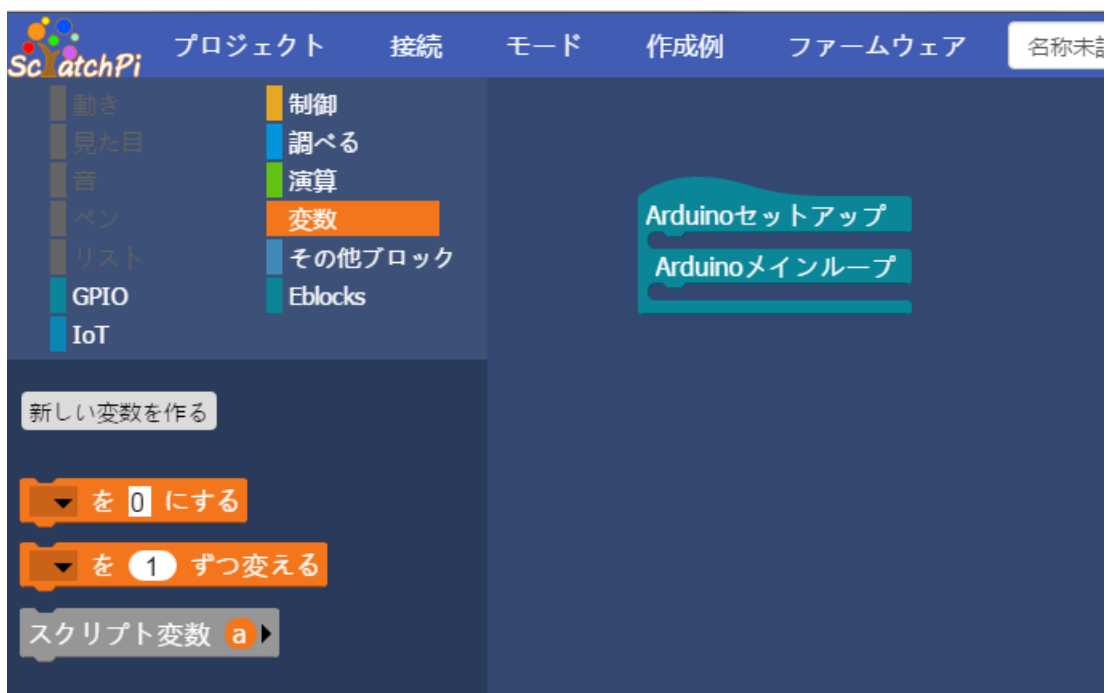 ScratchPi
プロジェクト 接続 モード 作成例 ファームウェア 名称未
動き 制御
見た目 調べる
音 演算
ペン 変数
リスト その他ブロック
GPIO Eblocks
IoT
Arduinoセットアップ
Arduinoメインループ
新しい変数を作る
を 0 にする
を 1 ずつ変える
スクリプト変数 a